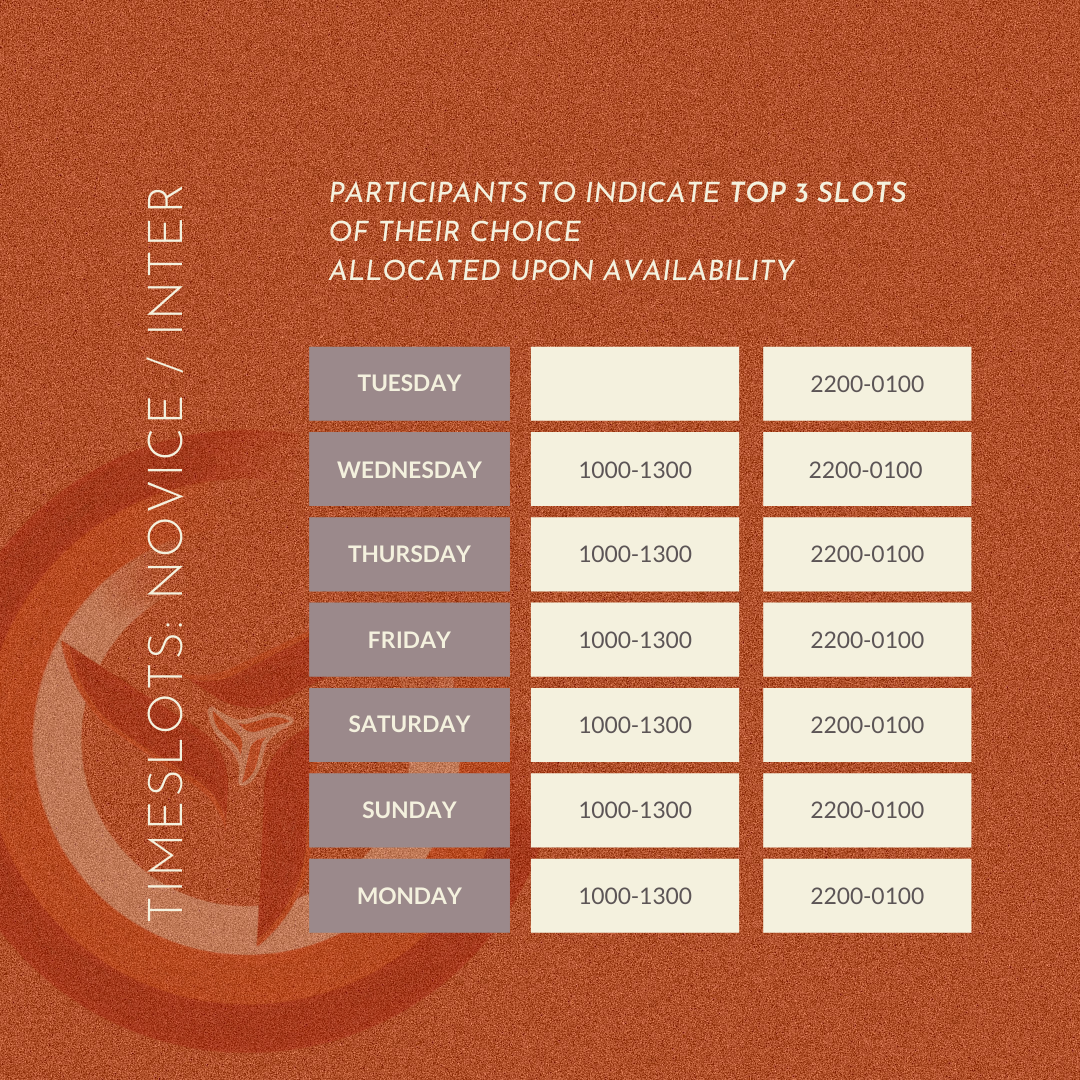 TIMESLOTS: NOVICE / INTER
PARTICIPANTS TO INDICATE TOP 3 SLOTS
OF THEIR CHOICE
ALLOCATED UPON AVAILABILITY
TUESDAY 2200-0100
WEDNESDAY 1000-1300 2200-0100
THURSDAY 1000-1300 2200-0100
FRIDAY 1000-1300 2200-0100
SATURDAY 1000-1300 2200-0100
SUNDAY 1000-1300 2200-0100
MONDAY 1000-1300 2200-0100